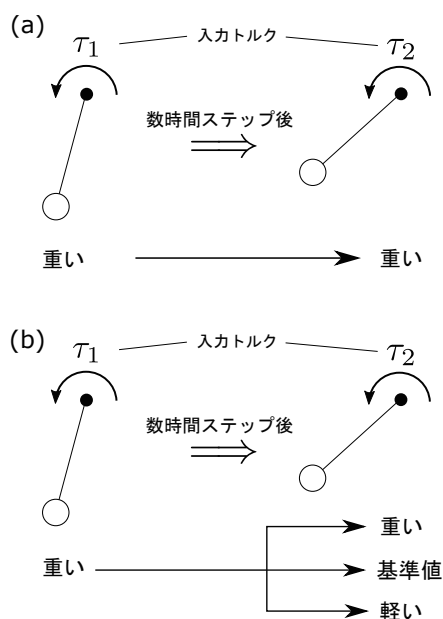 (a)
τ1 入力トルク τ2
数時間ステップ後
重い 重い
(b)
τ1 入力トルク τ2
数時間ステップ後
重い
重い 基準値
軽い